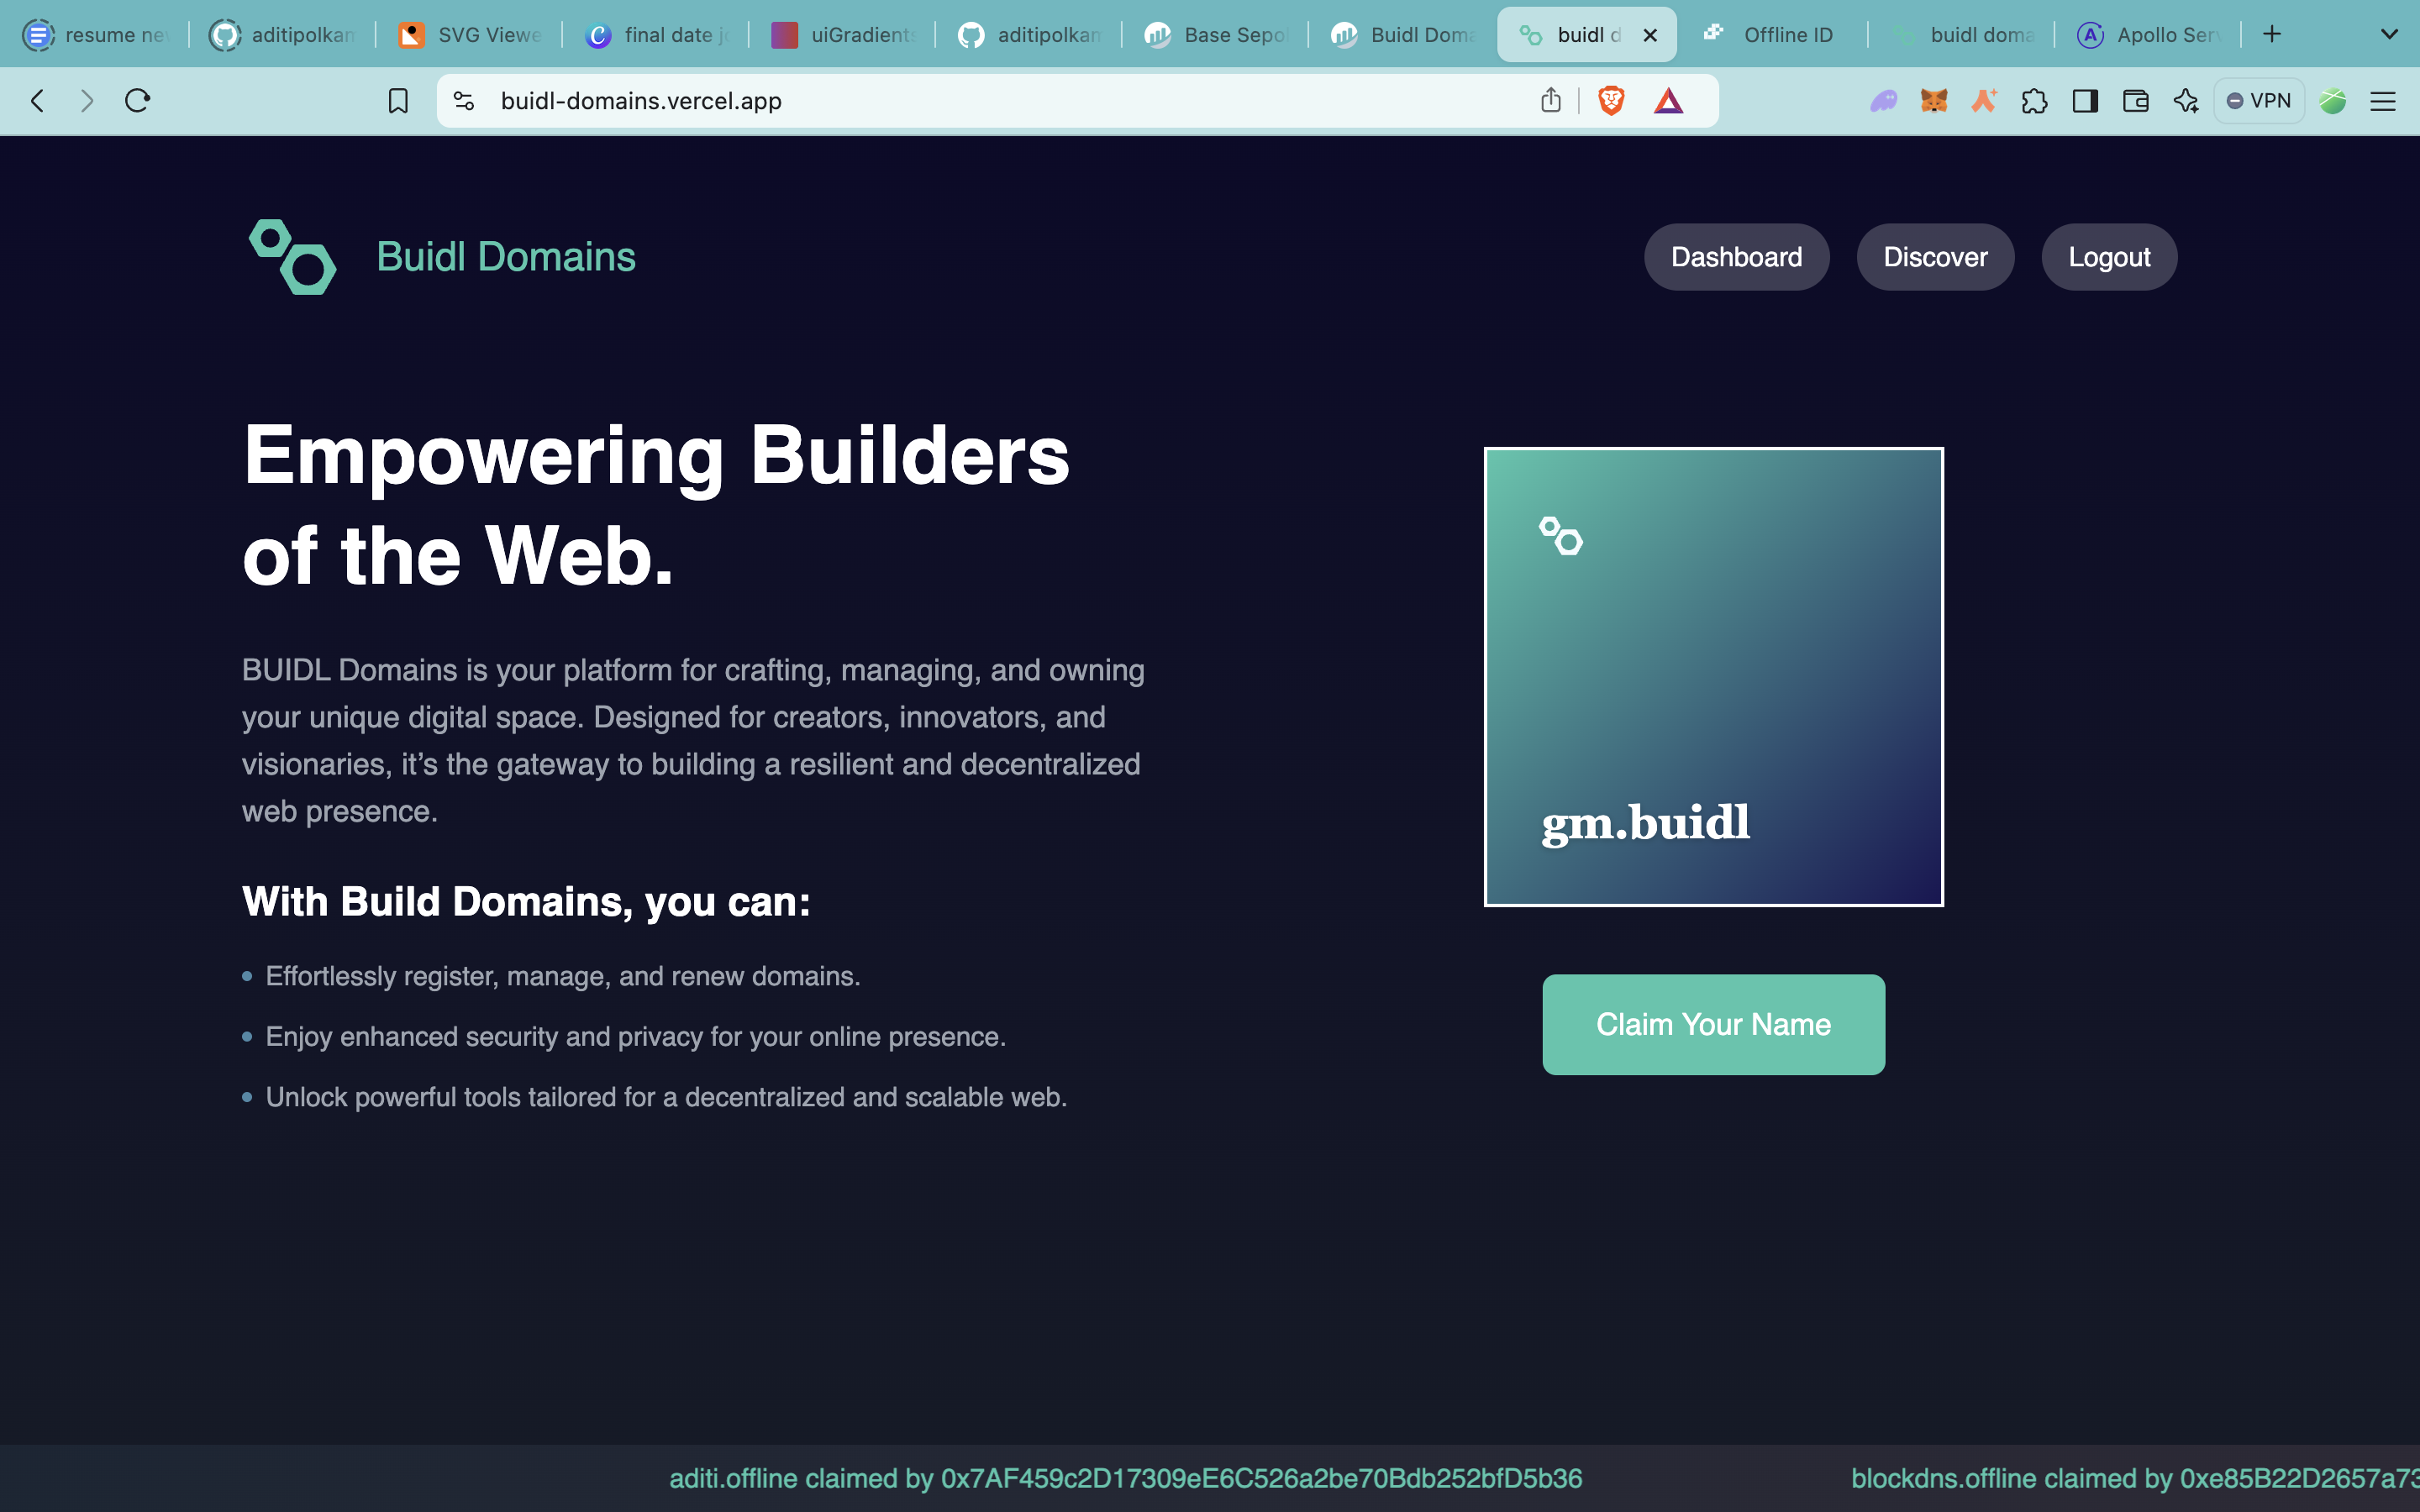 resume ne
aditipolkam
SVG Viewe
final date j
uiGradients
aditipolkam
Base Sepo
Buidl Doma
buidl d
Offline ID
buidl doma
Apollo Ser
buidl-domains.vercel.app
VPN
Buidl Domains
Dashboard
Discover
Logout
Empowering Builders
of the Web.
BUIDL Domains is your platform for crafting, managing, and owning
your unique digital space. Designed for creators, innovators, and
visionaries, it’s the gateway to building a resilient and decentralized
web presence.
With Build Domains, you can:
Effortlessly register, manage, and renew domains.
Enjoy enhanced security and privacy for your online presence.
Unlock powerful tools tailored for a decentralized and scalable web.
gm.buidl
Claim Your Name
aditi.offline claimed by 0x7AF459c2D17309eE6C526a2be70Bdb252bfD5b36
blockdns.offline claimed by 0xe85B22D2657a73